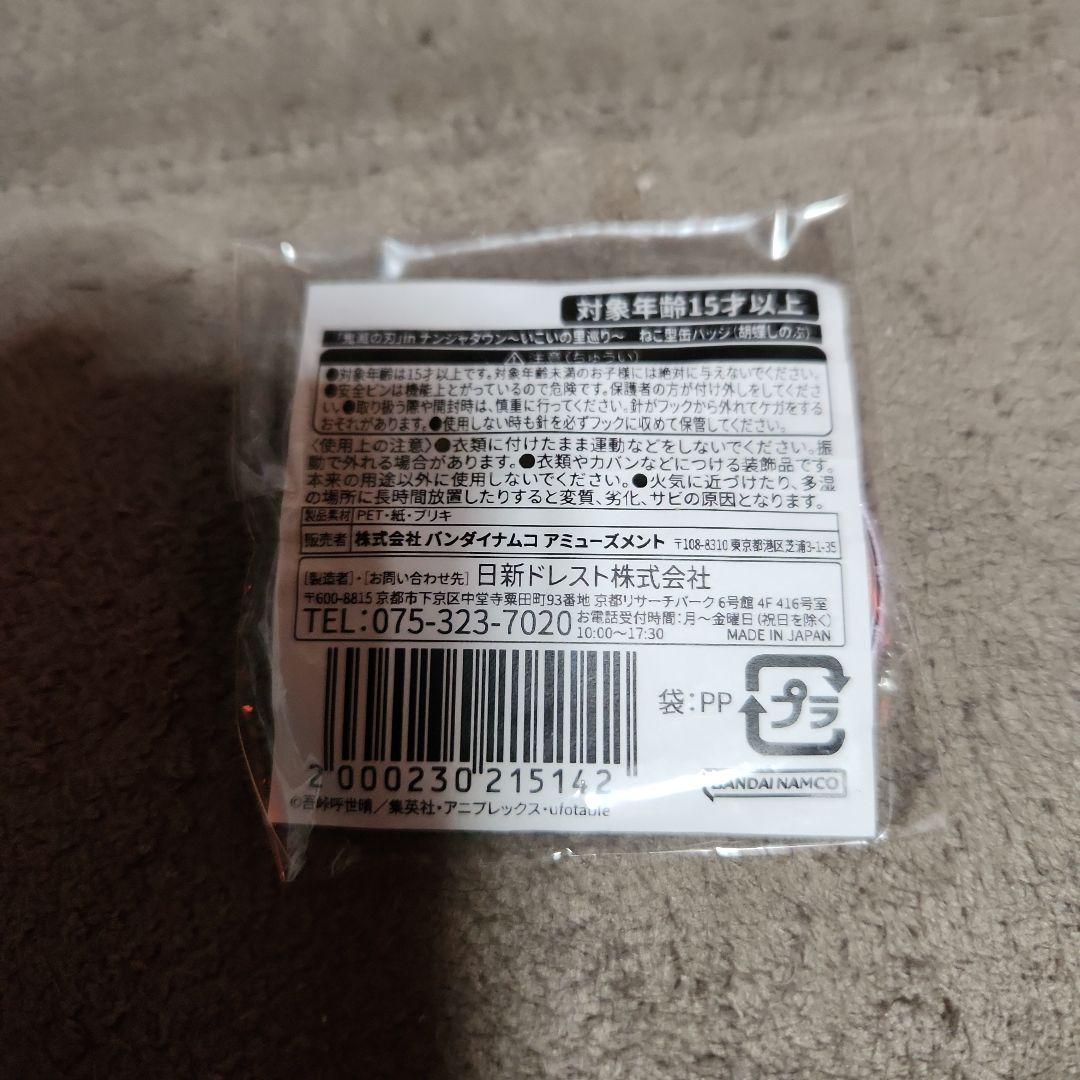 対象年齢15才以上
「鬼滅の刃」in ナンジャタウン～いこいの里巡り～ ねこ型缶バッジ(胡蝶しのぶ)
⚠注意(ちゅうい)
●対象年齢は15才以上です。対象年齢未満のお子様には絶対に与えないでください。
●安全ピンは機能上とがっているので危険です。保護者の方が付け外しをしてくださ
い。●取り扱う際や開封時は、慎重に行ってください。針がフックから外れてケガをする
おそれがあります。●使用しない時も針を必ずフックに収めて保管してください。
〈使用上の注意〉●衣類に付けたまま運動などをしないでください。振
動で外れる場合があります。●衣類やカバンなどにつける装飾品です。
本来の用途以外に使用しないでください。●火気に近づけたり、多湿
の場所に長時間放置したりすると変質、劣化、サビの原因となります。
製品素材 PET・紙・ブリキ
販売者 株式会社 バンダイナムコ アミューズメント 〒108-8310 東京都港区芝浦3-1-35
[製造者]・[お問い合わせ先] 日新ドレスト株式会社
〒600-8815 京都市下京区中堂寺粟田町93番地 京都リサーチパーク 6号館 4F 416号室
TEL:075-323-7020 お電話受付時間:月～金曜日(祝日を除く)
10:00～17:30 MADE IN JAPAN
袋:PP プラ
2 000230 215142
BANDAI NAMCO
©吾峠呼世晴／集英社・アニプレックス・ufotable